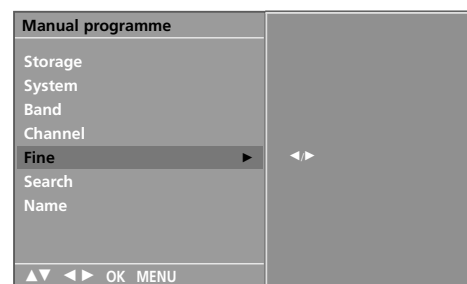 Manual programme
Storage
System
Band
Channel
Fine ► ◄/►
Search
Name
▲▼ ◄► OK MENU